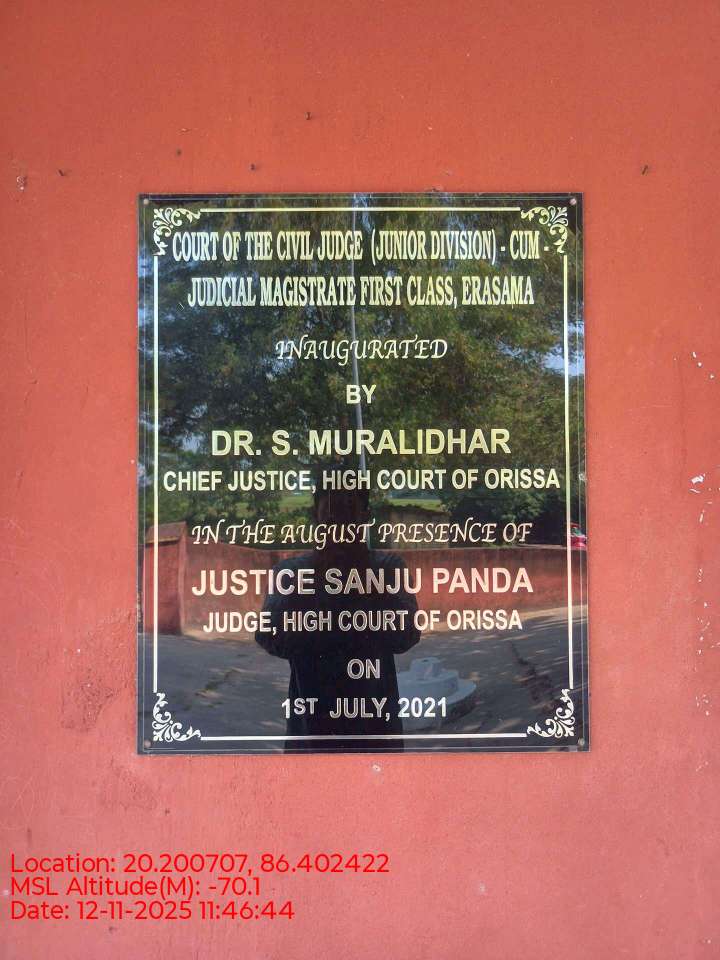 COURT OF THE CIVIL JUDGE (JUNIOR DIVISION) - CUM -
JUDICIAL MAGISTRATE FIRST CLASS, ERASAMA
INAUGURATED
BY
DR. S. MURALIDHAR
CHIEF JUSTICE, HIGH COURT OF ORISSA
IN THE AUGUST PRESENCE OF
JUSTICE SANJU PANDA
JUDGE, HIGH COURT OF ORISSA
ON
1ST JULY, 2021
Location: 20.200707, 86.402422
MSL Altitude(M): -70.1
Date: 12-11-2025 11:46:44